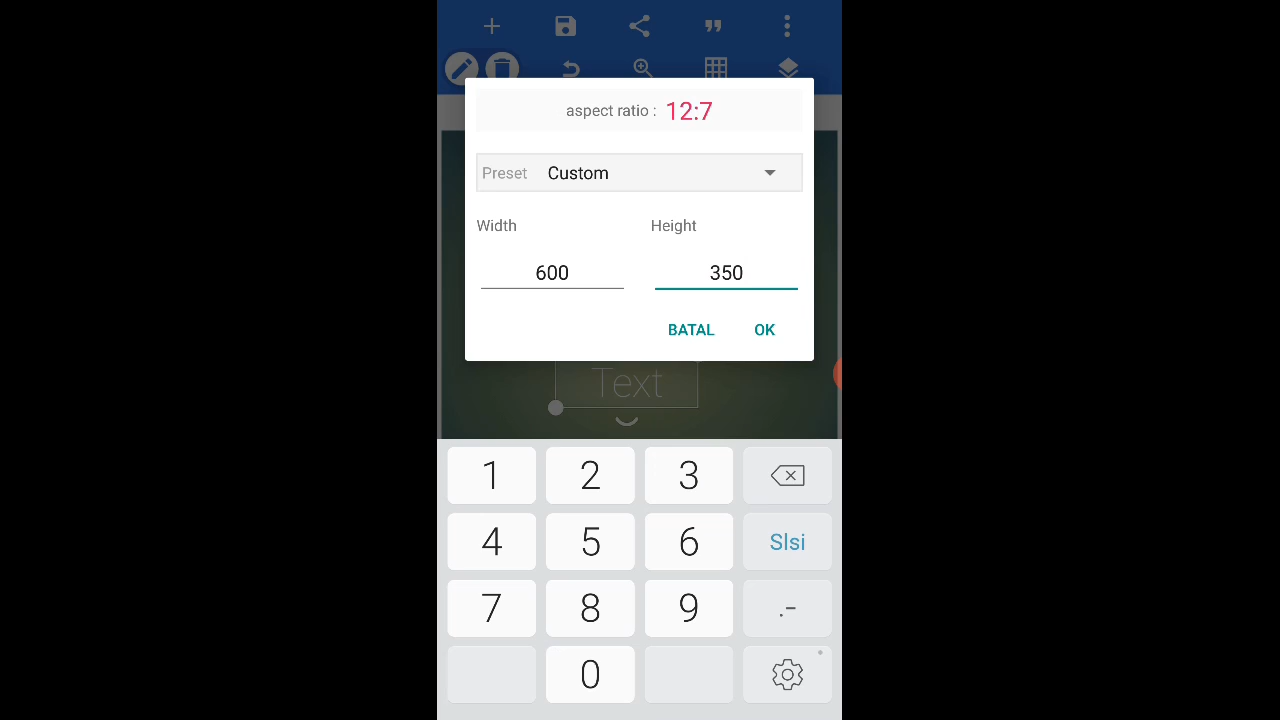 aspect ratio : 12:7
Preset Custom
Width Height
600 350
BATAL OK
Text
1 2 3
4 5 6 Slsi
7 8 9 .-
0